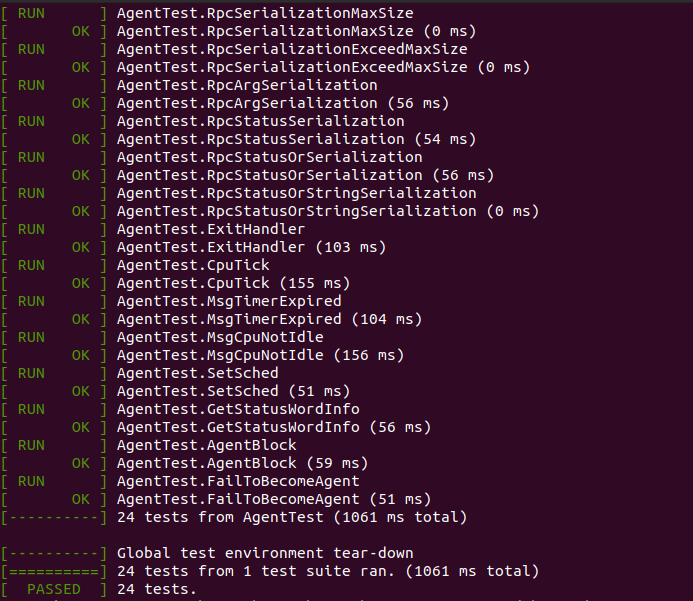 [ RUN      ] AgentTest.RpcSerializationMaxSize
[       OK ] AgentTest.RpcSerializationMaxSize (0 ms)
[ RUN      ] AgentTest.RpcSerializationExceedMaxSize
[       OK ] AgentTest.RpcSerializationExceedMaxSize (0 ms)
[ RUN      ] AgentTest.RpcArgSerialization
[       OK ] AgentTest.RpcArgSerialization (56 ms)
[ RUN      ] AgentTest.RpcStatusSerialization
[       OK ] AgentTest.RpcStatusSerialization (54 ms)
[ RUN      ] AgentTest.RpcStatusOrSerialization
[       OK ] AgentTest.RpcStatusOrSerialization (56 ms)
[ RUN      ] AgentTest.RpcStatusOrStringSerialization
[       OK ] AgentTest.RpcStatusOrStringSerialization (0 ms)
[ RUN      ] AgentTest.ExitHandler
[       OK ] AgentTest.ExitHandler (103 ms)
[ RUN      ] AgentTest.CpuTick
[       OK ] AgentTest.CpuTick (155 ms)
[ RUN      ] AgentTest.MsgTimerExpired
[       OK ] AgentTest.MsgTimerExpired (104 ms)
[ RUN      ] AgentTest.MsgCpuNotIdle
[       OK ] AgentTest.MsgCpuNotIdle (156 ms)
[ RUN      ] AgentTest.SetSched
[       OK ] AgentTest.SetSched (51 ms)
[ RUN      ] AgentTest.GetStatusWordInfo
[       OK ] AgentTest.GetStatusWordInfo (56 ms)
[ RUN      ] AgentTest.AgentBlock
[       OK ] AgentTest.AgentBlock (59 ms)
[ RUN      ] AgentTest.FailToBecomeAgent
[       OK ] AgentTest.FailToBecomeAgent (51 ms)
[----------] 24 tests from AgentTest (1061 ms total)
[----------] Global test environment tear-down
[==========] 24 tests from 1 test suite ran. (1061 ms total)
[  PASSED  ] 24 tests.